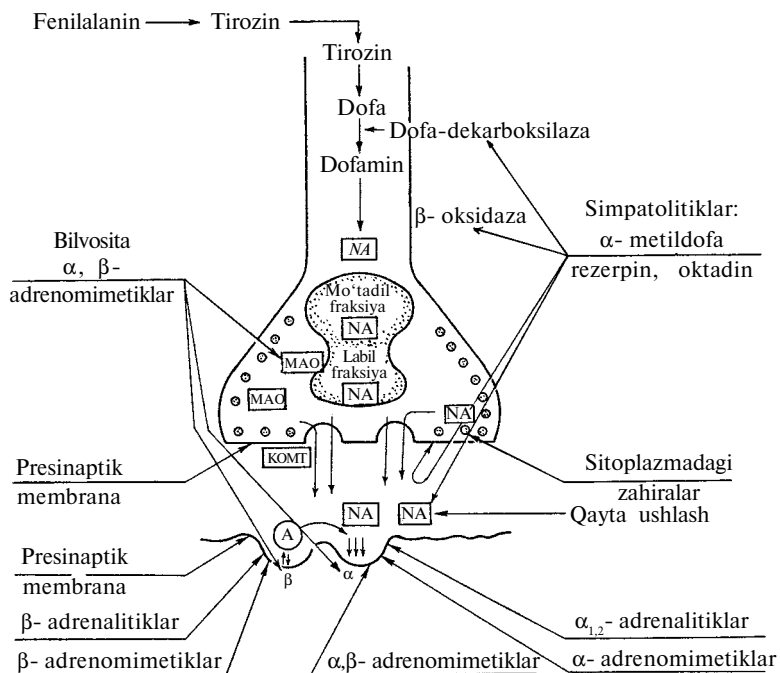 Fenilalanin → Tirozin
Tirozin
Dofa
Dofa-dekarboksilaza
Dofamin
β- oksidaza
Simpatolitiklar:
α- metildofa
rezerpin, oktadin
Bilvosita
α, β-
adrenomimetiklar
NA
Mo‘tadil
fraksiya
NA
MAO
Labil
fraksiya
NA
MAO
NA
KOMT
Presinaptik
membrana
Sitoplazmadagi
zahiralar
NA
NA
Qayta ushlash
A
β
α
Presinaptik
membrana
β- adrenalitiklar
α1,2- adrenalitiklar
β- adrenomimetiklar
α,β- adrenomimetiklar
α- adrenomimetiklar